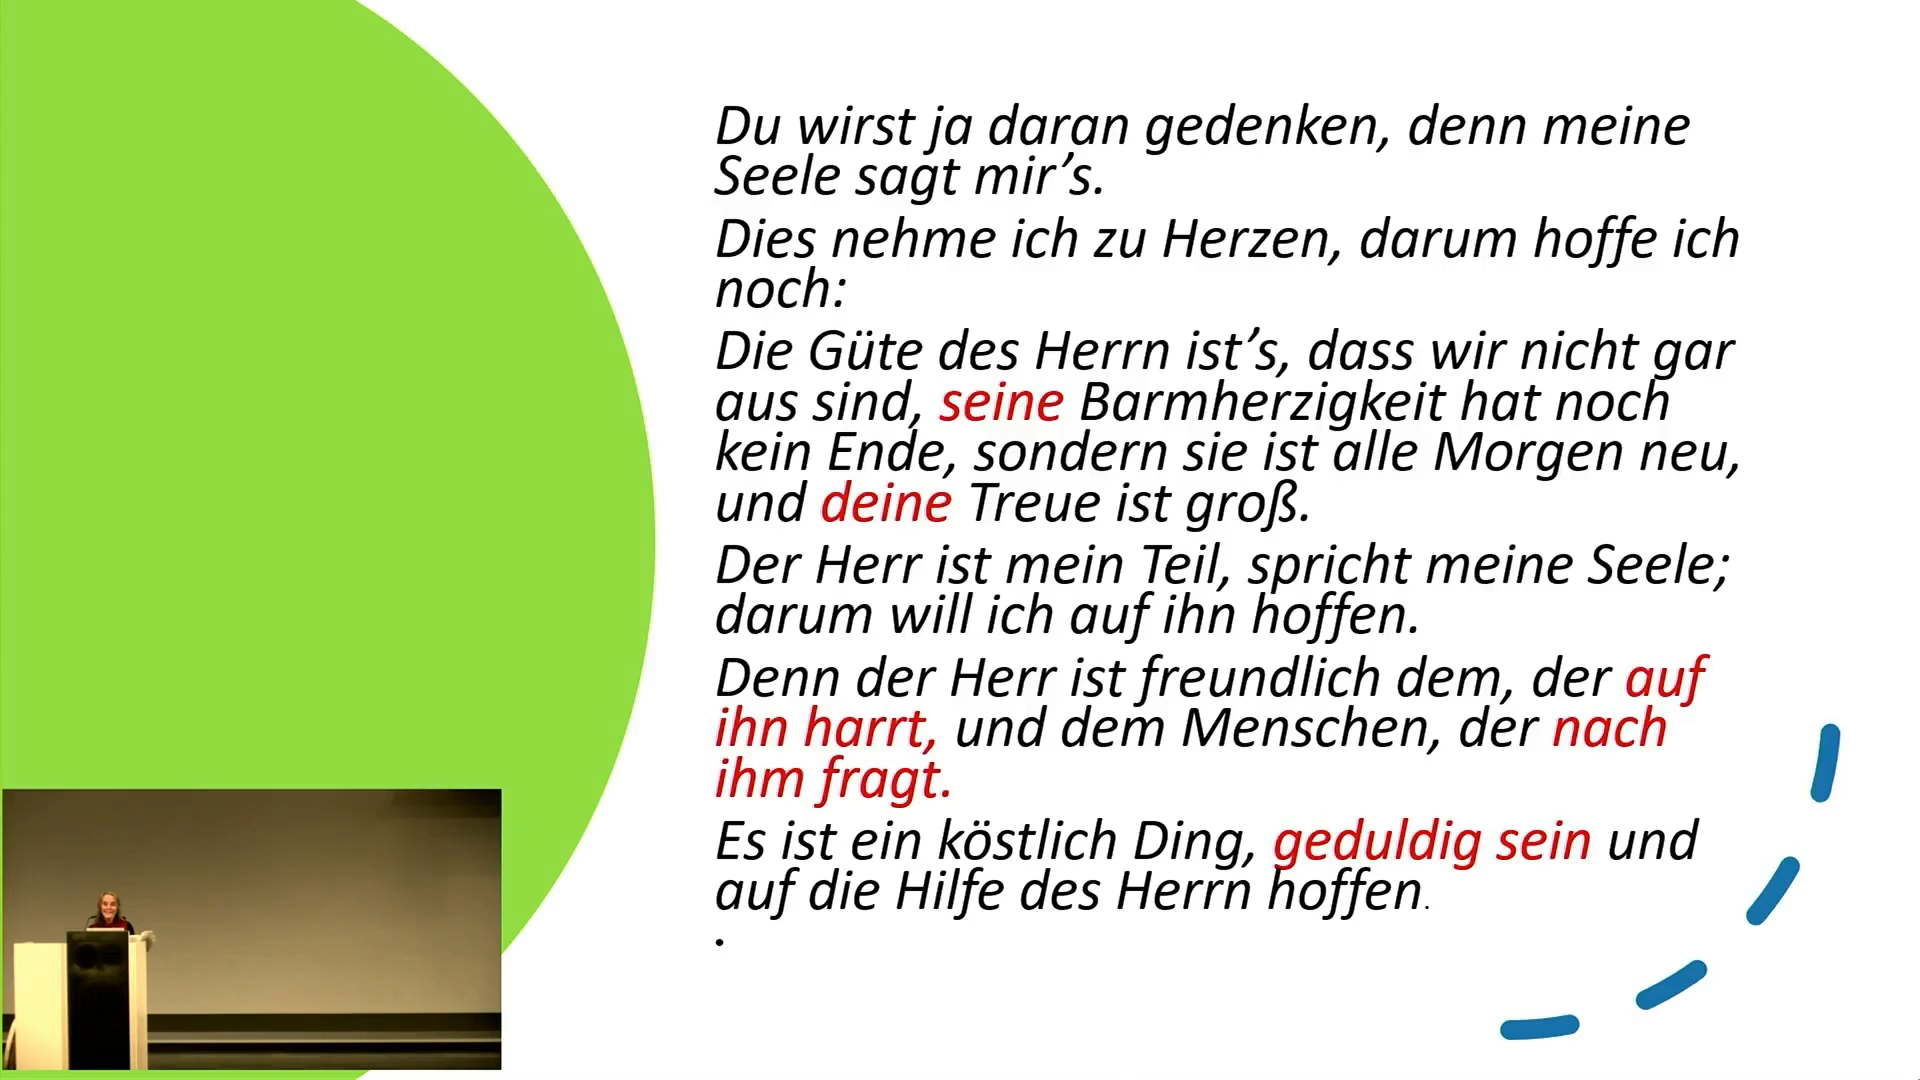 Du wirst ja daran gedenken, denn meine
Seele sagt mir’s.
Dies nehme ich zu Herzen, darum hoffe ich
noch:
Die Güte des Herrn ist’s, dass wir nicht gar
aus sind, seine Barmherzigkeit hat noch
kein Ende, sondern sie ist alle Morgen neu,
und deine Treue ist groß.
Der Herr ist mein Teil, spricht meine Seele;
darum will ich auf ihn hoffen.
Denn der Herr ist freundlich dem, der auf
ihn harrt, und dem Menschen, der nach
ihm fragt.
Es ist ein köstlich Ding, geduldig sein und
auf die Hilfe des Herrn hoffen.